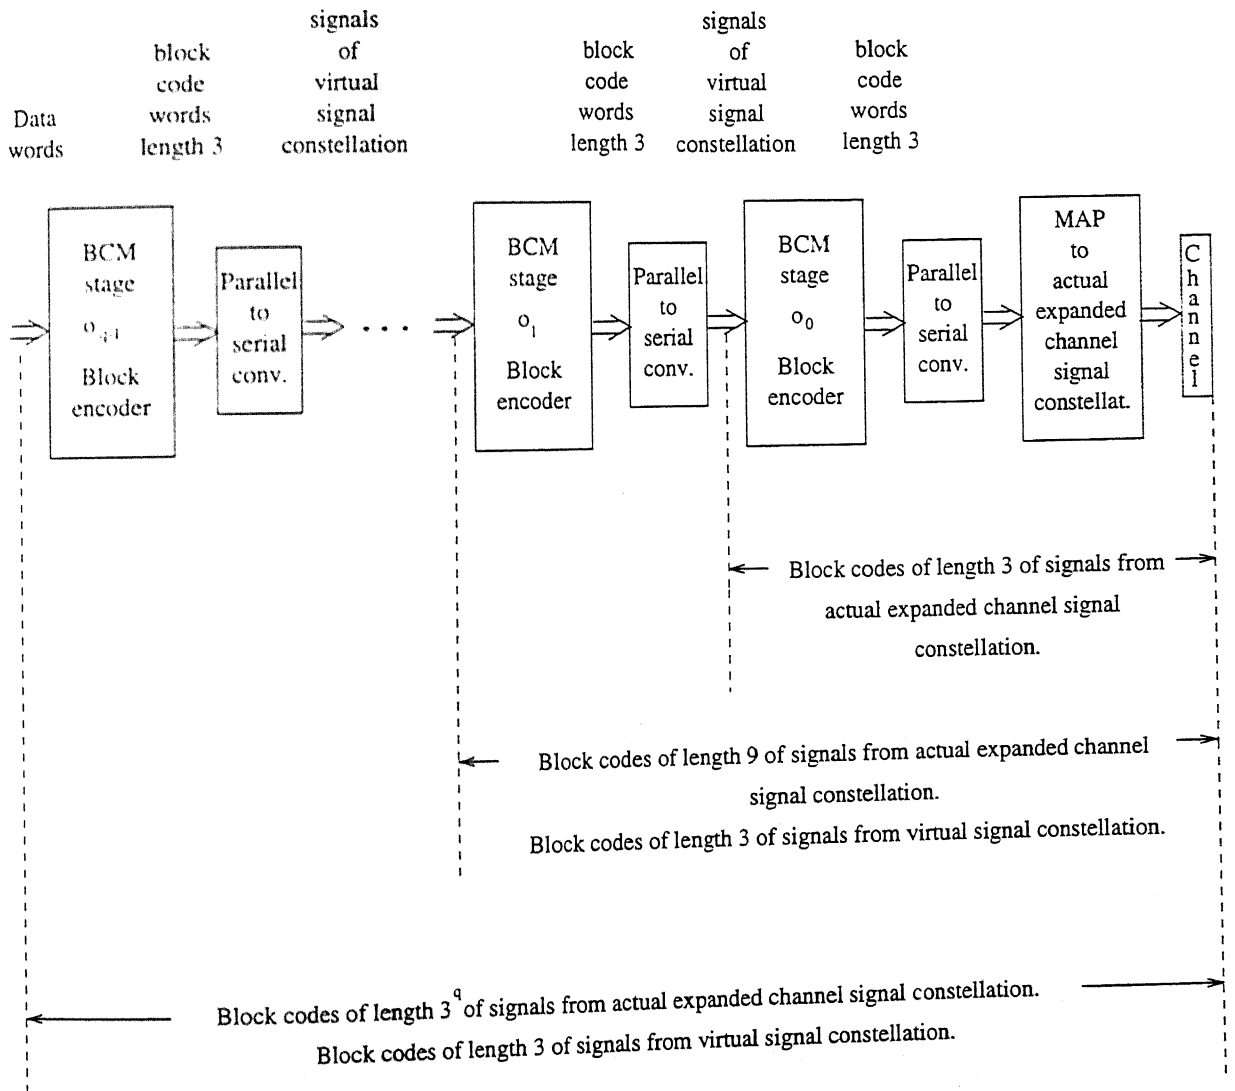 Data
words
block
code
words
length 3
signals
of
virtual
signal
constellation
block
code
words
length 3
signals
of
virtual
signal
constellation
block
code
words
length 3
BCM
stage
o_{q-1}
Block
encoder
Parallel
to
serial
conv.
. . .
BCM
stage
o_1
Block
encoder
Parallel
to
serial
conv.
BCM
stage
o_0
Block
encoder
Parallel
to
serial
conv.
MAP
to
actual
expanded
channel
signal
constellat.
Channel
Block codes of length 3 of signals from
actual expanded channel signal
constellation.
Block codes of length 9 of signals from actual expanded channel
signal constellation.
Block codes of length 3 of signals from virtual signal constellation.
Block codes of length 3^q of signals from actual expanded channel signal constellation.
Block codes of length 3 of signals from virtual signal constellation.